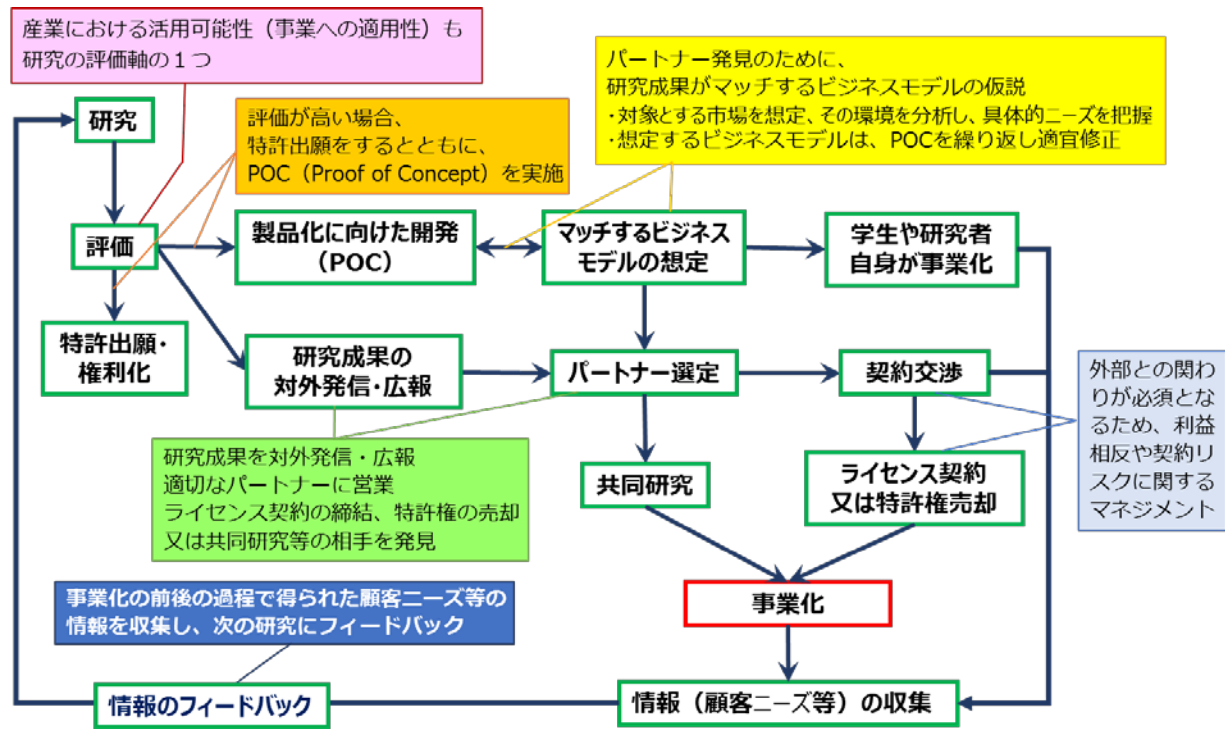 産業における活用可能性（事業への適用性）も
研究の評価軸の１つ
パートナー発見のために、
研究成果がマッチするビジネスモデルの仮説
・対象とする市場を想定、その環境を分析し、具体的ニーズを把握
・想定するビジネスモデルは、POCを繰り返し適宜修正
研究
評価が高い場合、
特許出願をするとともに、
POC（Proof of Concept）を実施
評価
製品化に向けた開発
（POC）
マッチするビジネス
モデルの想定
学生や研究者
自身が事業化
特許出願・
権利化
研究成果の
対外発信・広報
パートナー選定
契約交渉
外部との関わ
りが必須とな
るため、利益
相反や契約リ
スクに関する
マネジメント
研究成果を対外発信・広報
適切なパートナーに営業
ライセンス契約の締結、特許権の売却
又は共同研究等の相手を発見
共同研究
ライセンス契約
又は特許権売却
事業化の前後の過程で得られた顧客ニーズ等の
情報を収集し、次の研究にフィードバック
事業化
情報のフィードバック
情報（顧客ニーズ等）の収集